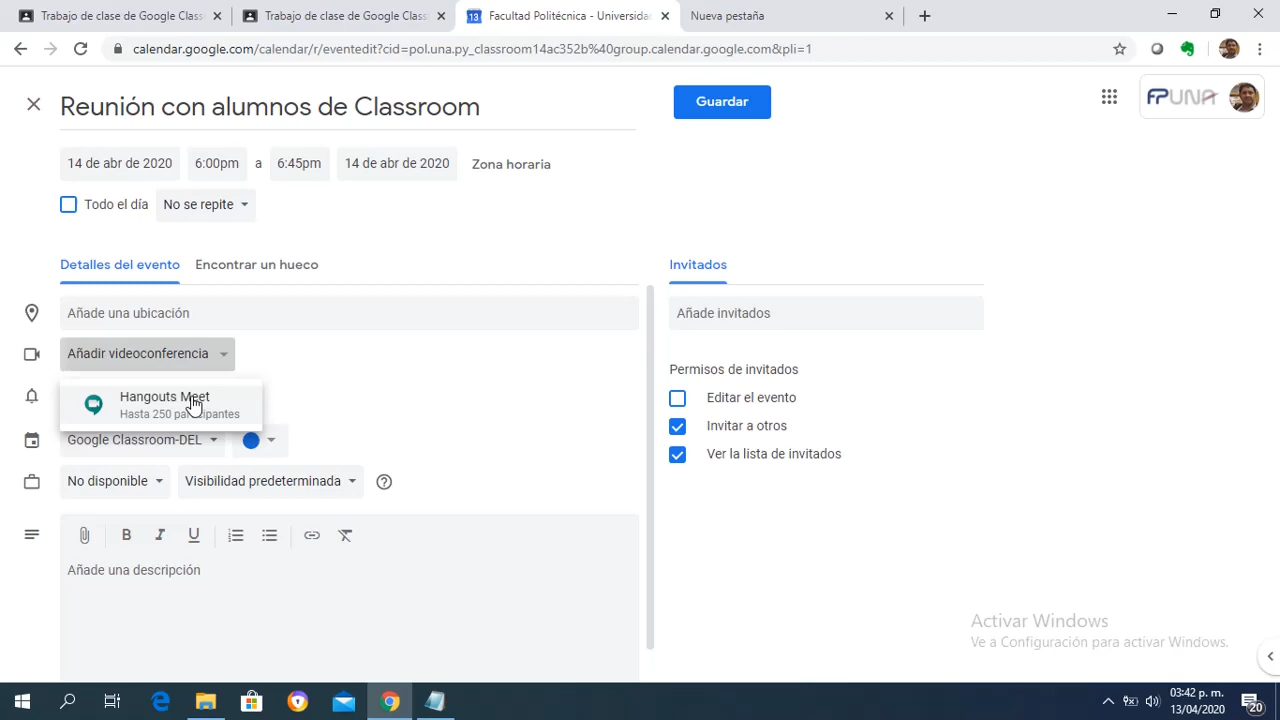 Trabajo de clase de Google Clas
Trabajo de clase de Google Class
13
Facultad Politécnica - Universida
Nueva pestaña
calendar.google.com/calendar/r/eventedit?cid=pol.una.py_classroom14ac352b%40group.calendar.google.com&pli=1
Reunión con alumnos de Classroom
Guardar
FPUNA
14 de abr de 2020 6:00pm a 6:45pm 14 de abr de 2020 Zona horaria
Todo el día No se repite
Detalles del evento Encontrar un hueco
Invitados
Añade una ubicación
Añade invitados
Añadir videoconferencia
Hangouts Meet
Hasta 250 participantes
Google Classroom-DEL
No disponible Visibilidad predeterminada
Permisos de invitados
Editar el evento
Invitar a otros
Ver la lista de invitados
B I U
Añade una descripción
Activar Windows
Ve a Configuración para activar Windows.
03:42 p. m.
13/04/2020
20